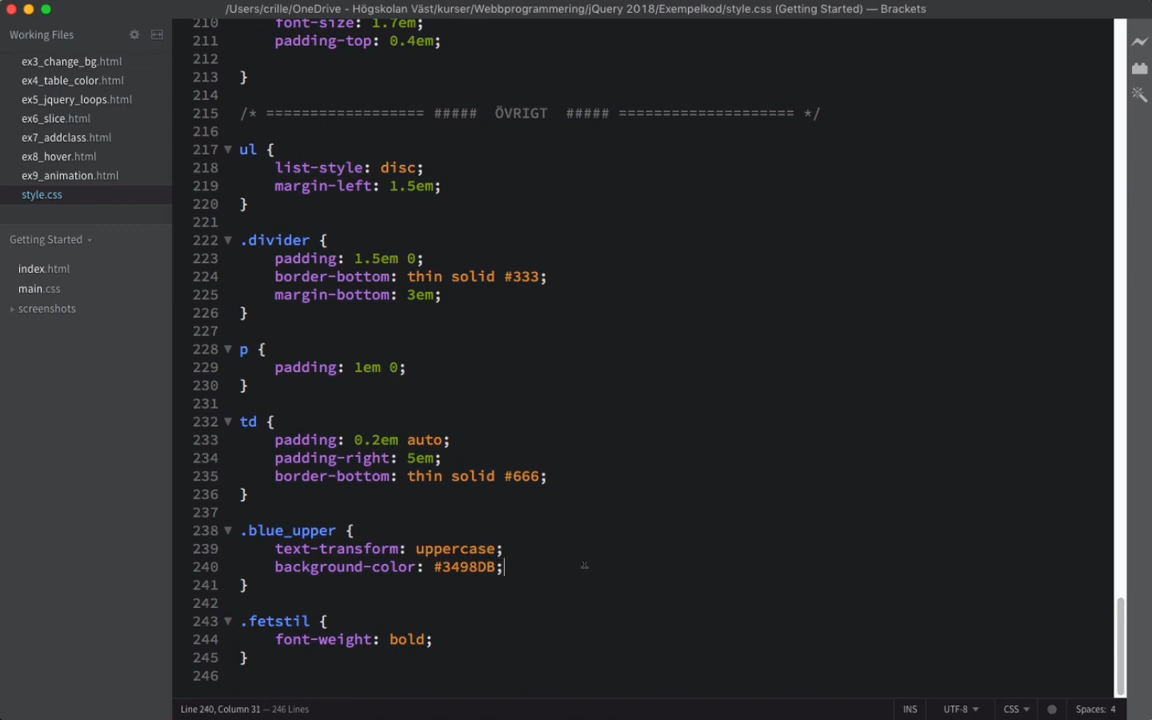 /Users/crille/OneDrive - Högskolan Väst/kurser/Webbprogrammering/jQuery 2018/Exempelkod/style.css (Getting Started) — Brackets
Working Files
ex3_change_bg.html
ex4_table_color.html
ex5_jquery_loops.html
ex6_slice.html
ex7_addclass.html
ex8_hover.html
ex9_animation.html
style.css
Getting Started
index.html
main.css
screenshots
210 font-size: 1.7em;
211 padding-top: 0.4em;
212
213 }
214
215 /* ================== ##### ÖVRIGT ##### ==================== */
216
217 ul {
218 list-style: disc;
219 margin-left: 1.5em;
220 }
221
222 .divider {
223 padding: 1.5em 0;
224 border-bottom: thin solid #333;
225 margin-bottom: 3em;
226 }
227
228 p {
229 padding: 1em 0;
230 }
231
232 td {
233 padding: 0.2em auto;
234 padding-right: 5em;
235 border-bottom: thin solid #666;
236 }
237
238 .blue_upper {
239 text-transform: uppercase;
240 background-color: #3498DB;
241 }
242
243 .fetstil {
244 font-weight: bold;
245 }
246
Line 240, Column 31 — 246 Lines
INS UTF-8 CSS Spaces: 4